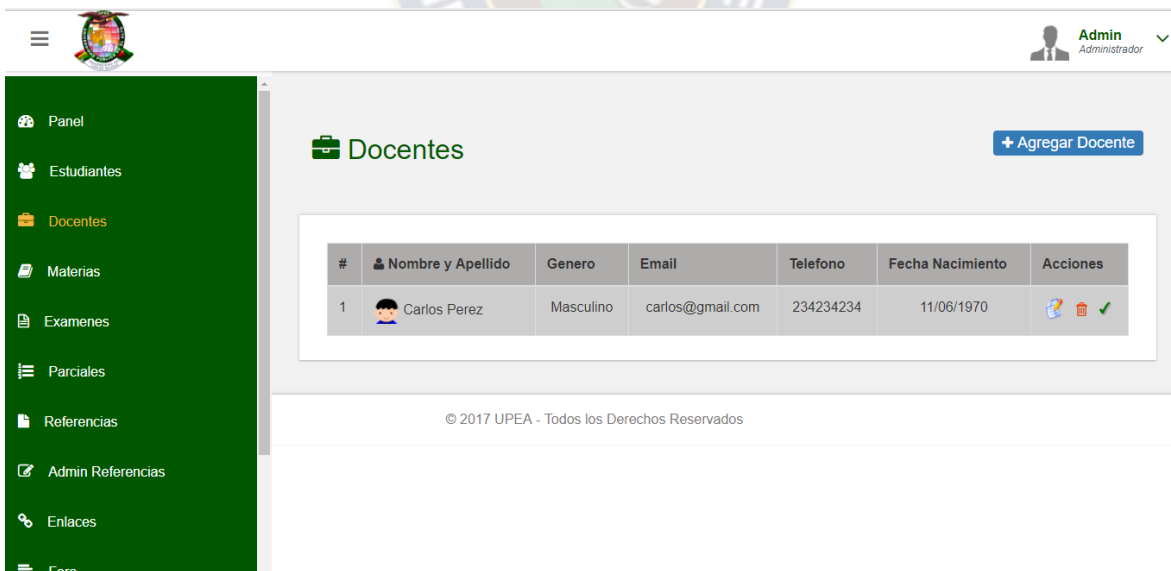 Admin
Administrador
Panel
Estudiantes
Docentes
Materias
Examenes
Parciales
Referencias
Admin Referencias
Enlaces
Foro
Docentes
+ Agregar Docente
# Nombre y Apellido Genero Email Telefono Fecha Nacimiento Acciones
1 Carlos Perez Masculino carlos@gmail.com 234234234 11/06/1970
© 2017 UPEA - Todos los Derechos Reservados